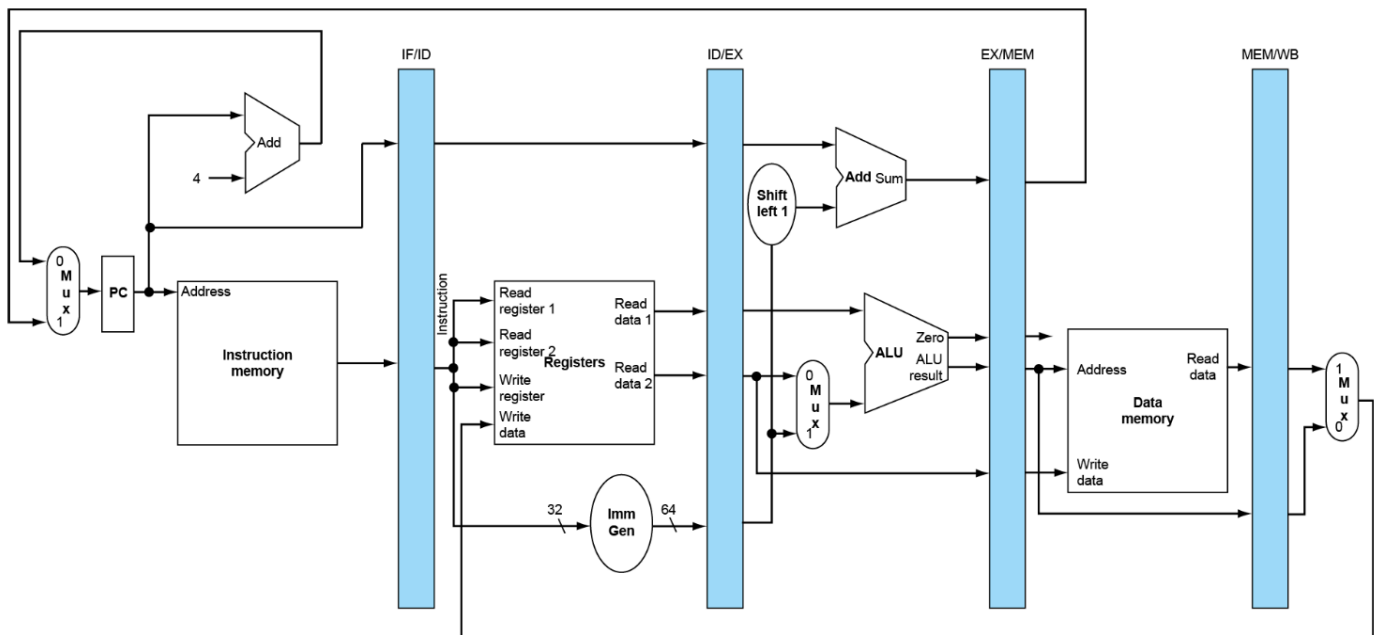 IF/ID
ID/EX
EX/MEM
MEM/WB
Add
4
Add Sum
Shift
left 1
0
M
u
x
1
PC
Address
Instruction
memory
Instruction
Read
register 1
Read
register 2
Write
register
Write
data
Registers
Read
data 1
Read
data 2
0
M
u
x
1
Zero
ALU
ALU
result
Address
Read
data
Data
memory
Write
data
1
M
u
x
0
32
Imm
Gen
64